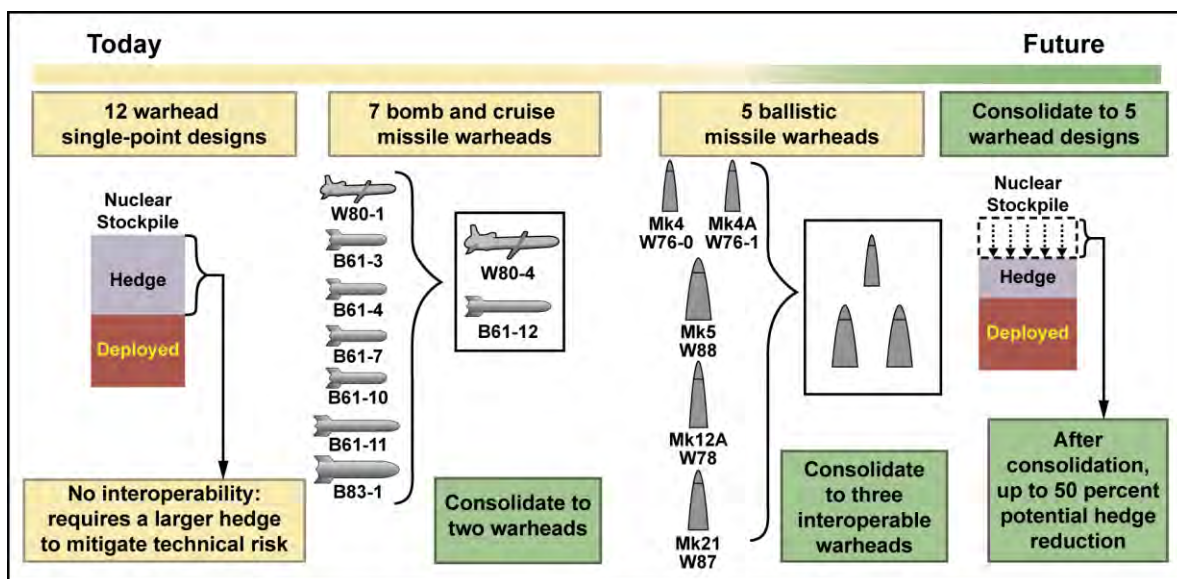 Today
Future
12 warhead
single-point designs
7 bomb and cruise
missile warheads
5 ballistic
missile warheads
Consolidate to 5
warhead designs
Nuclear
Stockpile
Hedge
Deployed
No interoperability:
requires a larger hedge
to mitigate technical risk
W80-1
B61-3
B61-4
B61-7
B61-10
B61-11
B83-1
W80-4
B61-12
Consolidate to
two warheads
Mk4
W76-0
Mk4A
W76-1
Mk5
W88
Mk12A
W78
Mk21
W87
Consolidate
to three
interoperable
warheads
Nuclear
Stockpile
Hedge
Deployed
After
consolidation,
up to 50 percent
potential hedge
reduction